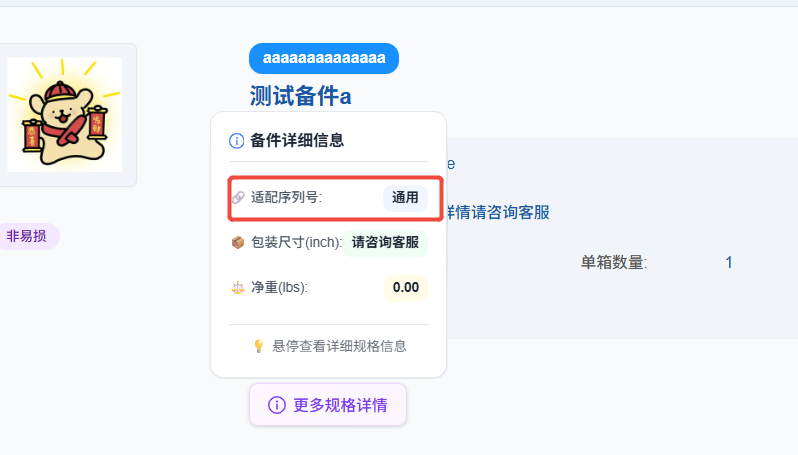 aaaaaaaaaaaaaa
测试备件a
备件详细信息
e
适配序列号: 通用
详情请咨询客服
包装尺寸(inch): 请咨询客服
非易损
单箱数量: 1
净重(lbs): 0.00
悬停查看详细规格信息
更多规格详情